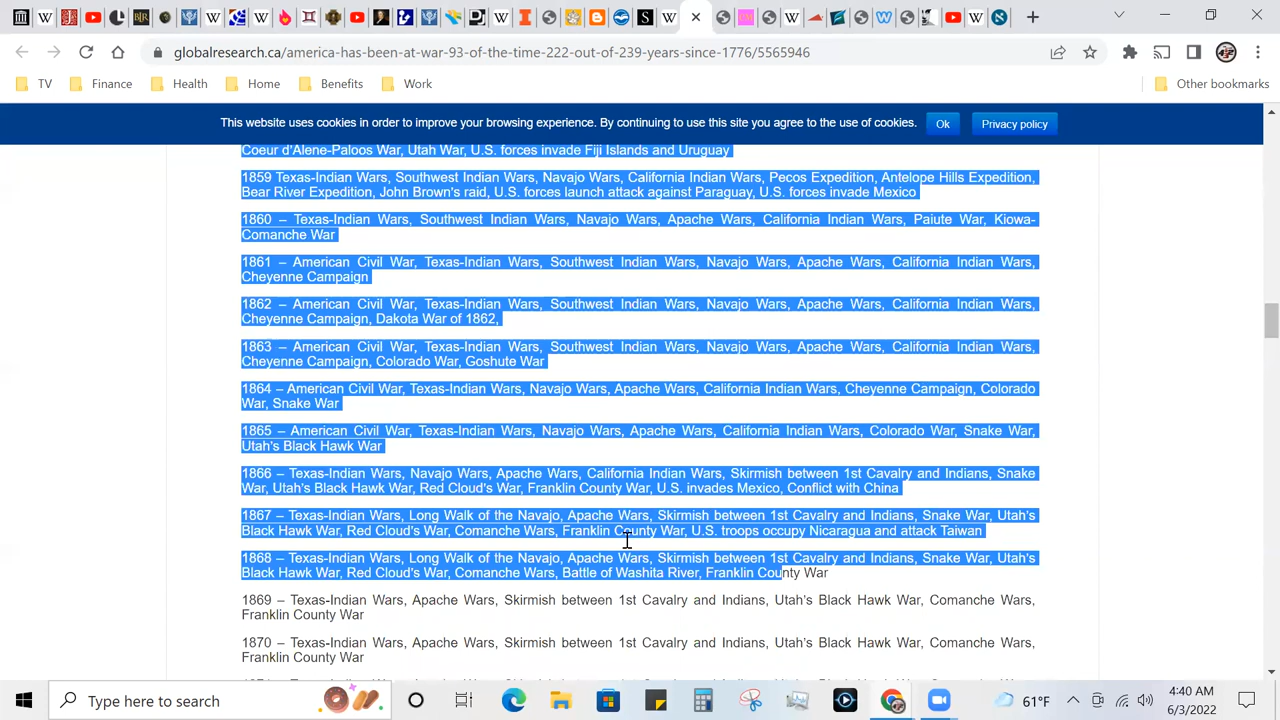 globalresearch.ca/america-has-been-at-war-93-of-the-time-222-out-of-239-years-since-1776/5565946
TV Finance Health Home Benefits Work Other bookmarks
This website uses cookies in order to improve your browsing experience. By continuing to use this site you agree to the use of cookies. Ok Privacy policy
Coeur d'Alene-Paloos War, Utah War, U.S. forces invade Fiji Islands and Uruguay
1859 Texas-Indian Wars, Southwest Indian Wars, Navajo Wars, California Indian Wars, Pecos Expedition, Antelope Hills Expedition,
Bear River Expedition, John Brown's raid, U.S. forces launch attack against Paraguay, U.S. forces invade Mexico
1860 – Texas-Indian Wars, Southwest Indian Wars, Navajo Wars, Apache Wars, California Indian Wars, Paiute War, Kiowa-
Comanche War
1861 – American Civil War, Texas-Indian Wars, Southwest Indian Wars, Navajo Wars, Apache Wars, California Indian Wars,
Cheyenne Campaign
1862 – American Civil War, Texas-Indian Wars, Southwest Indian Wars, Navajo Wars, Apache Wars, California Indian Wars,
Cheyenne Campaign, Dakota War of 1862,
1863 – American Civil War, Texas-Indian Wars, Southwest Indian Wars, Navajo Wars, Apache Wars, California Indian Wars,
Cheyenne Campaign, Colorado War, Goshute War
1864 – American Civil War, Texas-Indian Wars, Navajo Wars, Apache Wars, California Indian Wars, Cheyenne Campaign, Colorado
War, Snake War
1865 – American Civil War, Texas-Indian Wars, Navajo Wars, Apache Wars, California Indian Wars, Colorado War, Snake War,
Utah's Black Hawk War
1866 – Texas-Indian Wars, Navajo Wars, Apache Wars, California Indian Wars, Skirmish between 1st Cavalry and Indians, Snake
War, Utah's Black Hawk War, Red Cloud's War, Franklin County War, U.S. invades Mexico, Conflict with China
1867 – Texas-Indian Wars, Long Walk of the Navajo, Apache Wars, Skirmish between 1st Cavalry and Indians, Snake War, Utah's
Black Hawk War, Red Cloud's War, Comanche Wars, Franklin County War, U.S. troops occupy Nicaragua and attack Taiwan
1868 – Texas-Indian Wars, Long Walk of the Navajo, Apache Wars, Skirmish between 1st Cavalry and Indians, Snake War, Utah's
Black Hawk War, Red Cloud's War, Comanche Wars, Battle of Washita River, Franklin County War
1869 – Texas-Indian Wars, Apache Wars, Skirmish between 1st Cavalry and Indians, Utah's Black Hawk War, Comanche Wars,
Franklin County War
1870 – Texas-Indian Wars, Apache Wars, Skirmish between 1st Cavalry and Indians, Utah's Black Hawk War, Comanche Wars,
Franklin County War
Type here to search
61°F
4:40 AM
6/3/2022